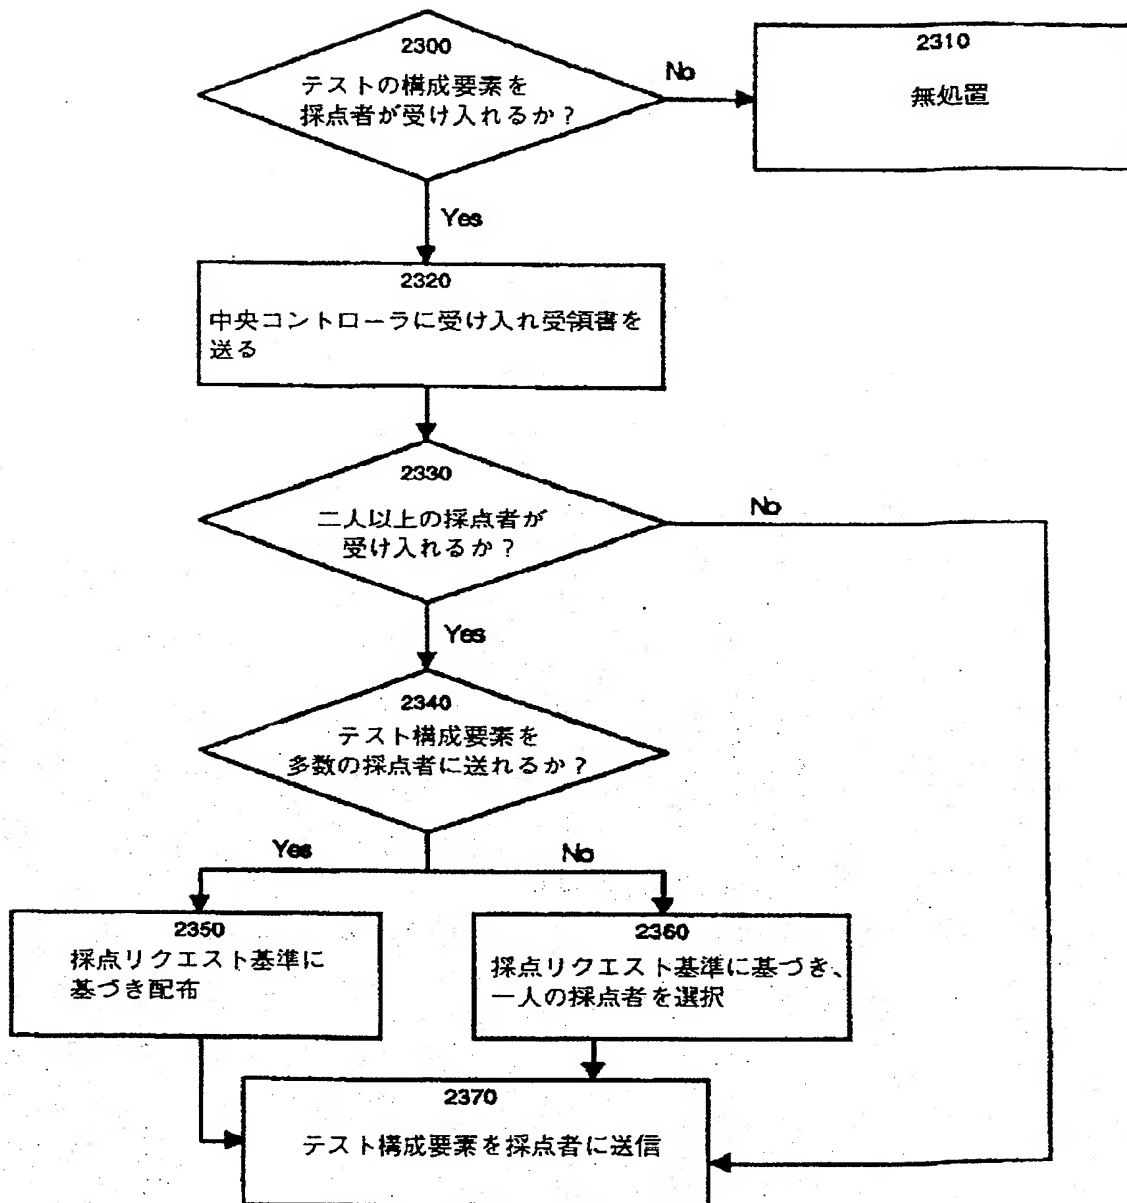 2300
テストの構成要素を
採点者が受け入れるか？
No
2310
無処置
Yes
2320
中央コントローラに受け入れ受領書を
送る
2330
二人以上の採点者が
受け入れるか？
No
Yes
2340
テスト構成要素を
多数の採点者に送れるか？
Yes
No
2350
採点リクエスト基準に
基づき配布
2360
採点リクエスト基準に基づき、
一人の採点者を選択
2370
テスト構成要素を採点者に送信